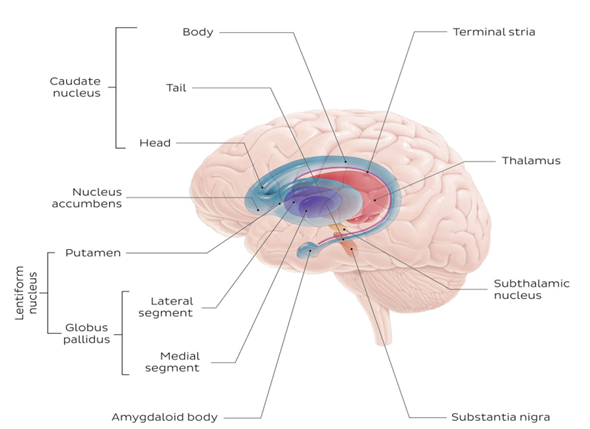 Body
Terminal stria
Caudate
nucleus
Tail
Head
Thalamus
Nucleus
accumbens
Putamen
Lentiform
nucleus
Subthalamic
nucleus
Lateral
segment
Globus
pallidus
Medial
segment
Amygdaloid body
Substantia nigra